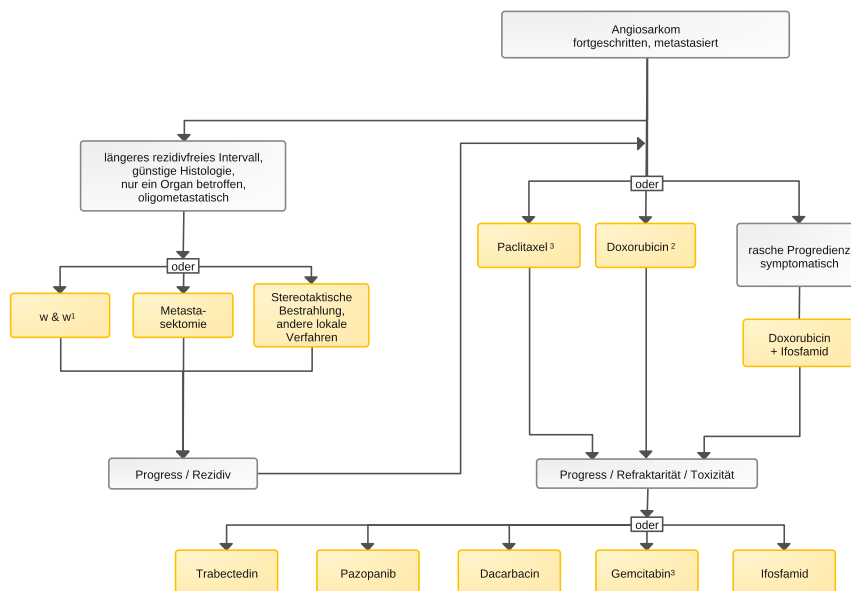 Angiosarkom
fortgeschritten, metastasiert
längeres rezidivfreies Intervall,
günstige Histologie,
nur ein Organ betroffen,
oligometastatisch
oder
Paclitaxel ³
Doxorubicin ²
rasche Progredienz
symptomatisch
oder
w & w¹
Metasta-
sektomie
Stereotaktische
Bestrahlung,
andere lokale
Verfahren
Doxorubicin
+ Ifosfamid
Progress / Rezidiv
Progress / Refraktarität / Toxizität
oder
Trabectedin
Pazopanib
Dacarbacin
Gemcitabin³
Ifosfamid